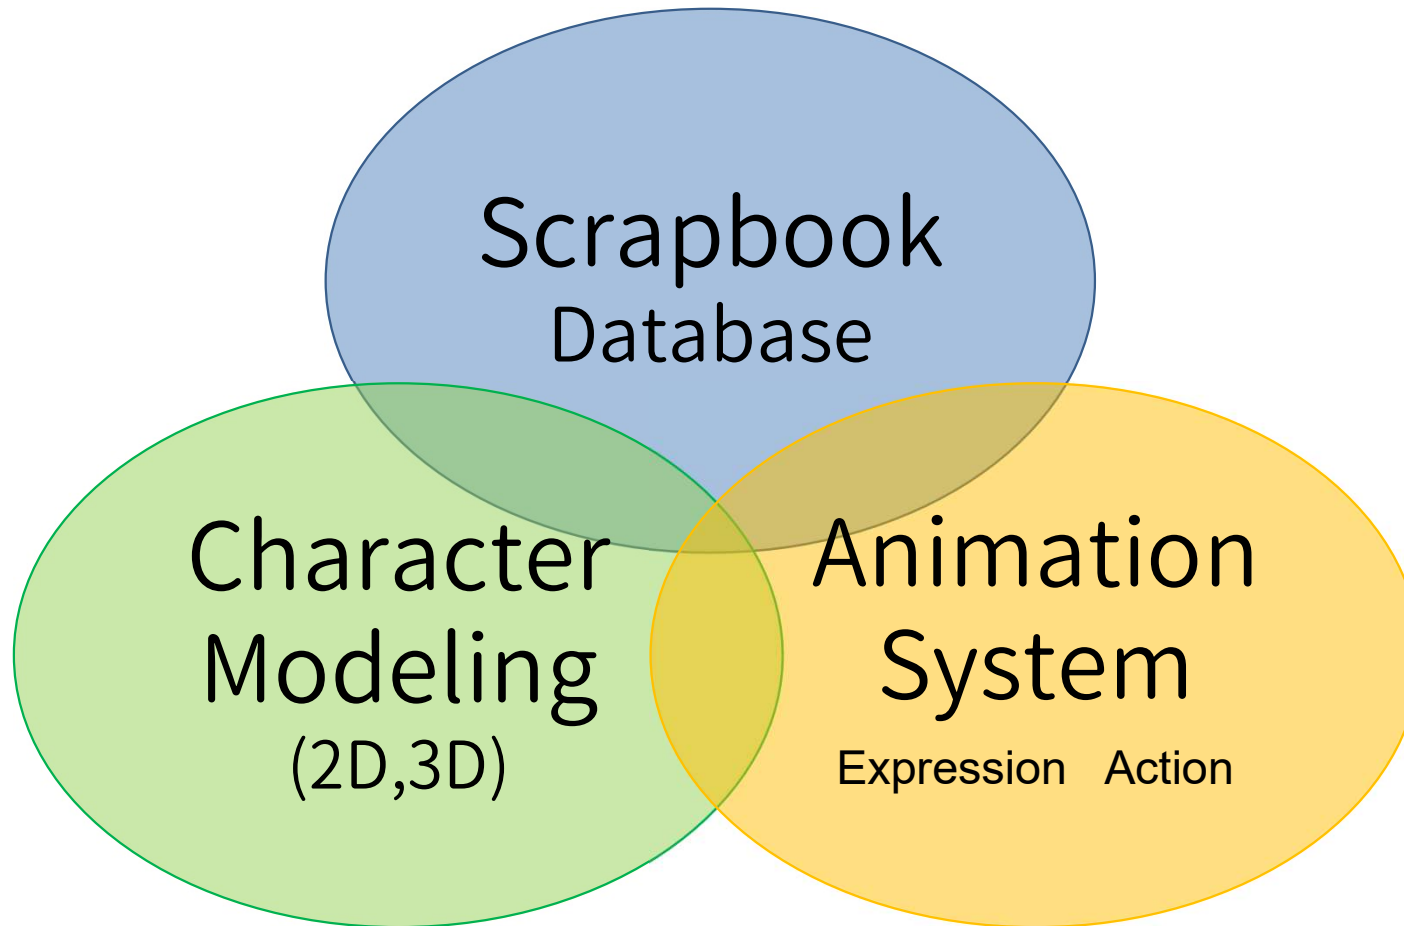 Scrapbook
Database
Character
Modeling
(2D,3D)
Animation
System
Expression Action